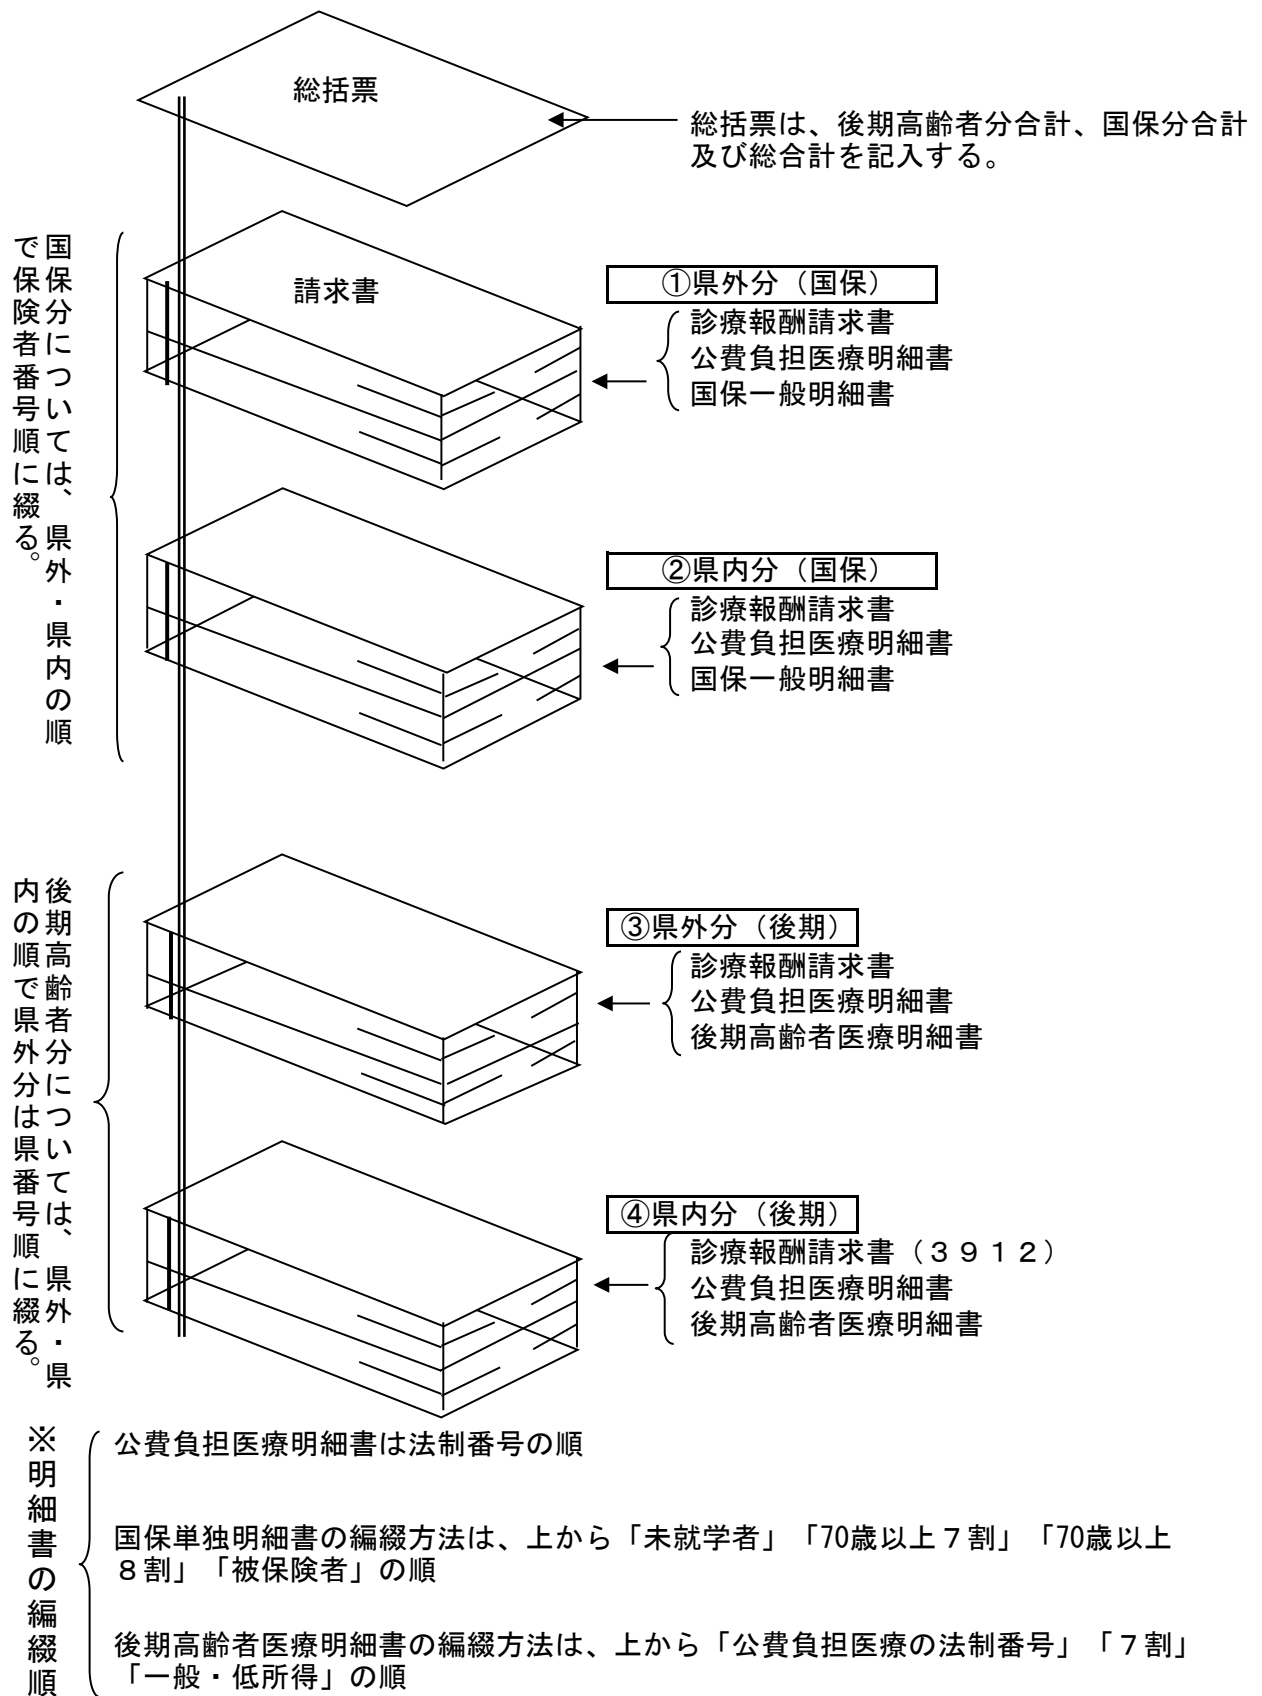 総括票
総括票は、後期高齢者分合計、国保分合計
及び総合計を記入する。
国保分については、県外・県内の順
で保険者番号順に綴る。
請求書
①県外分（国保）
診療報酬請求書
公費負担医療明細書
国保一般明細書
②県内分（国保）
診療報酬請求書
公費負担医療明細書
国保一般明細書
後期高齢者分については、県外・県
内の順で県外分は県番号順に綴る。
③県外分（後期）
診療報酬請求書
公費負担医療明細書
後期高齢者医療明細書
④県内分（後期）
診療報酬請求書（３９１２）
公費負担医療明細書
後期高齢者医療明細書
※明細書の編綴順
公費負担医療明細書は法制番号の順
国保単独明細書の編綴方法は、上から「未就学者」「70歳以上７割」「70歳以上
８割」「被保険者」の順
後期高齢者医療明細書の編綴方法は、上から「公費負担医療の法制番号」「７割」
「一般・低所得」の順